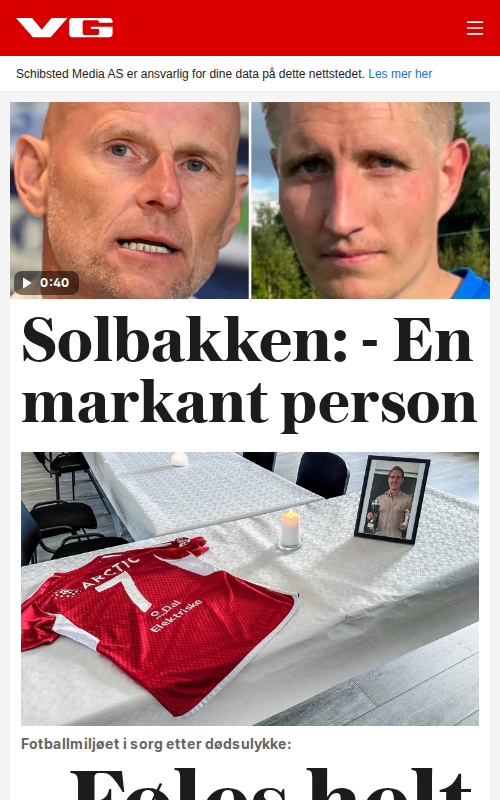 VG
Schibsted Media AS er ansvarlig for dine data på dette nettstedet. Les mer her
0:40
Solbakken: - En
markant person
ARCTIC
7
O.Dal
Elektriske
Fotballmiljøet i sorg etter dødsulykke:
Føles helt